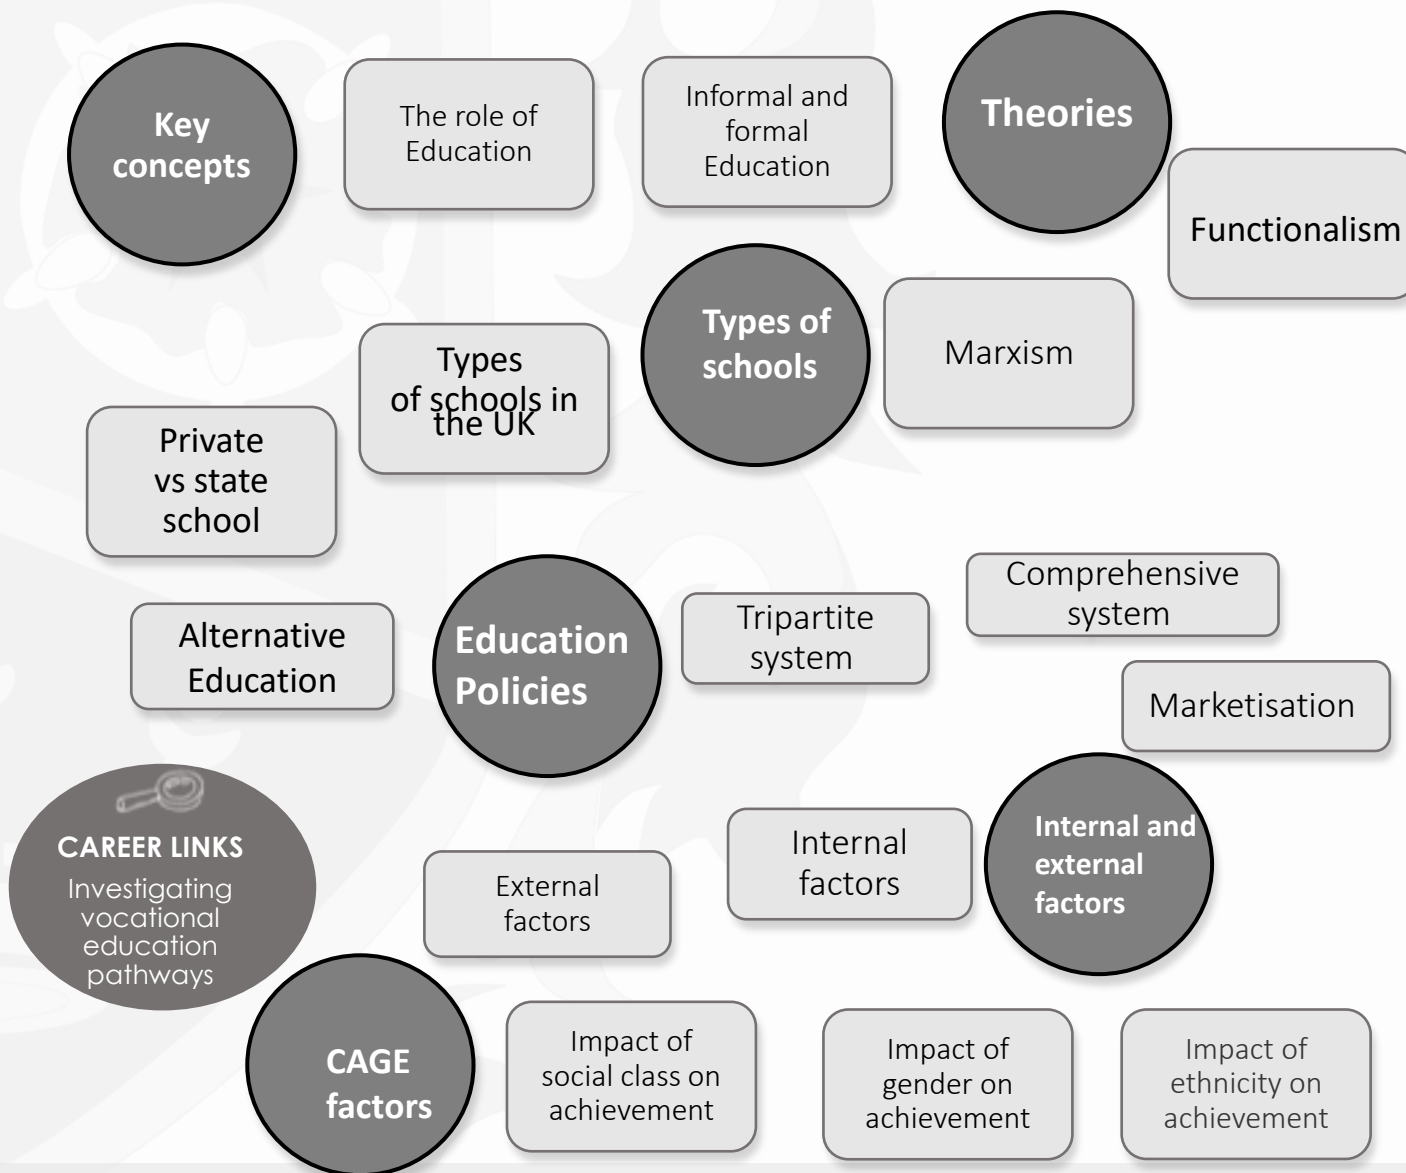 Key
concepts
The role of
Education
Informal and
formal
Education
Theories
Functionalism
Marxism
Types of
schools
Types
of schools in
the UK
Private
vs state
school
Alternative
Education
Education
Policies
Tripartite
system
Comprehensive
system
Marketisation
Internal and
external
factors
Internal
factors
External
factors
CAREER LINKS
Investigating
vocational
education
pathways
CAGE
factors
Impact of
social class on
achievement
Impact of
gender on
achievement
Impact of
ethnicity on
achievement